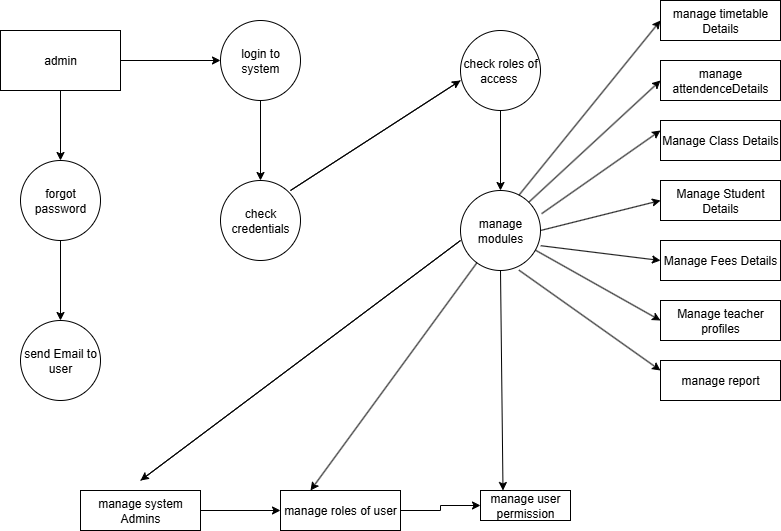 admin
login to
system
check roles of
access
manage timetable
Details
manage
attendenceDetails
Manage Class Details
forgot
password
check
credentials
manage
modules
Manage Student
Details
Manage Fees Details
send Email to
user
Manage teacher
profiles
manage report
manage system
Admins
manage roles of user
manage user
permission